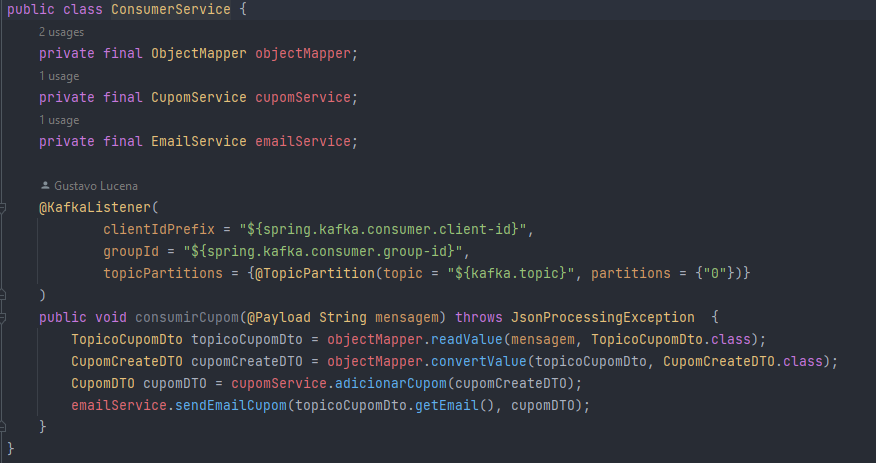 public class ConsumerService {
2 usages
private final ObjectMapper objectMapper;
1 usage
private final CupomService cupomService;
1 usage
private final EmailService emailService;
Gustavo Lucena
@KafkaListener(
clientIdPrefix = "${spring.kafka.consumer.client-id}",
groupId = "${spring.kafka.consumer.group-id}",
topicPartitions = {@TopicPartition(topic = "${kafka.topic}", partitions = {"0"})}
)
public void consumirCupom(@Payload String mensagem) throws JsonProcessingException  {
TopicoCupomDto topicoCupomDto = objectMapper.readValue(mensagem, TopicoCupomDto.class);
CupomCreateDTO cupomCreateDTO = objectMapper.convertValue(topicoCupomDto, CupomCreateDTO.class);
CupomDTO cupomDTO = cupomService.adicionarCupom(cupomCreateDTO);
emailService.sendEmailCupom(topicoCupomDto.getEmail(), cupomDTO);
}
}